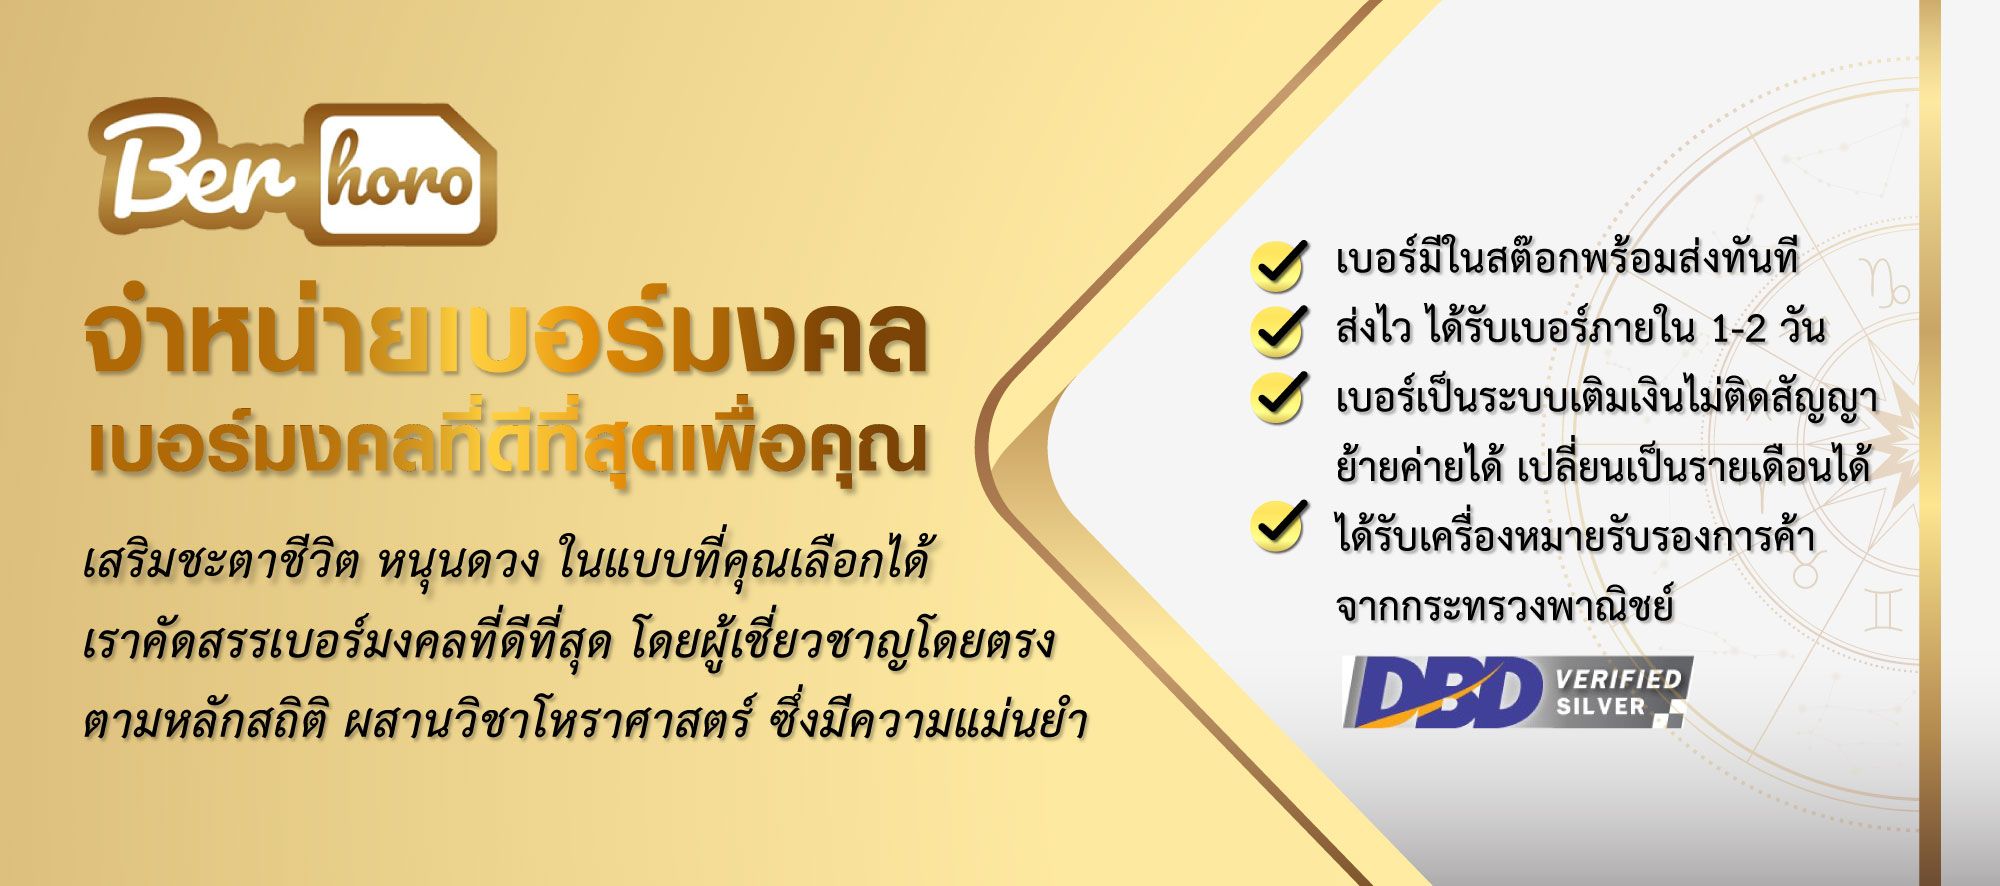 Ber horo
จำหน่ายเบอร์มงคล
เบอร์มงคลที่ดีที่สุดเพื่อคุณ
เสริมชะตาชีวิต หนุนดวง ในแบบที่คุณเลือกได้
เราคัดสรรเบอร์มงคลที่ดีที่สุด โดยผู้เชี่ยวชาญโดยตรง
ตามหลักสถิติ ผสานวิชาโหราศาสตร์ ซึ่งมีความแม่นยำ
เบอร์มีในสต๊อกพร้อมส่งทันที
ส่งไว ได้รับเบอร์ภายใน 1-2 วัน
เบอร์เป็นระบบเติมเงินไม่ติดสัญญา
ย้ายค่ายได้ เปลี่ยนเป็นรายเดือนได้
ได้รับเครื่องหมายรับรองการค้า
จากกระทรวงพาณิชย์
DBD VERIFIED
SILVER